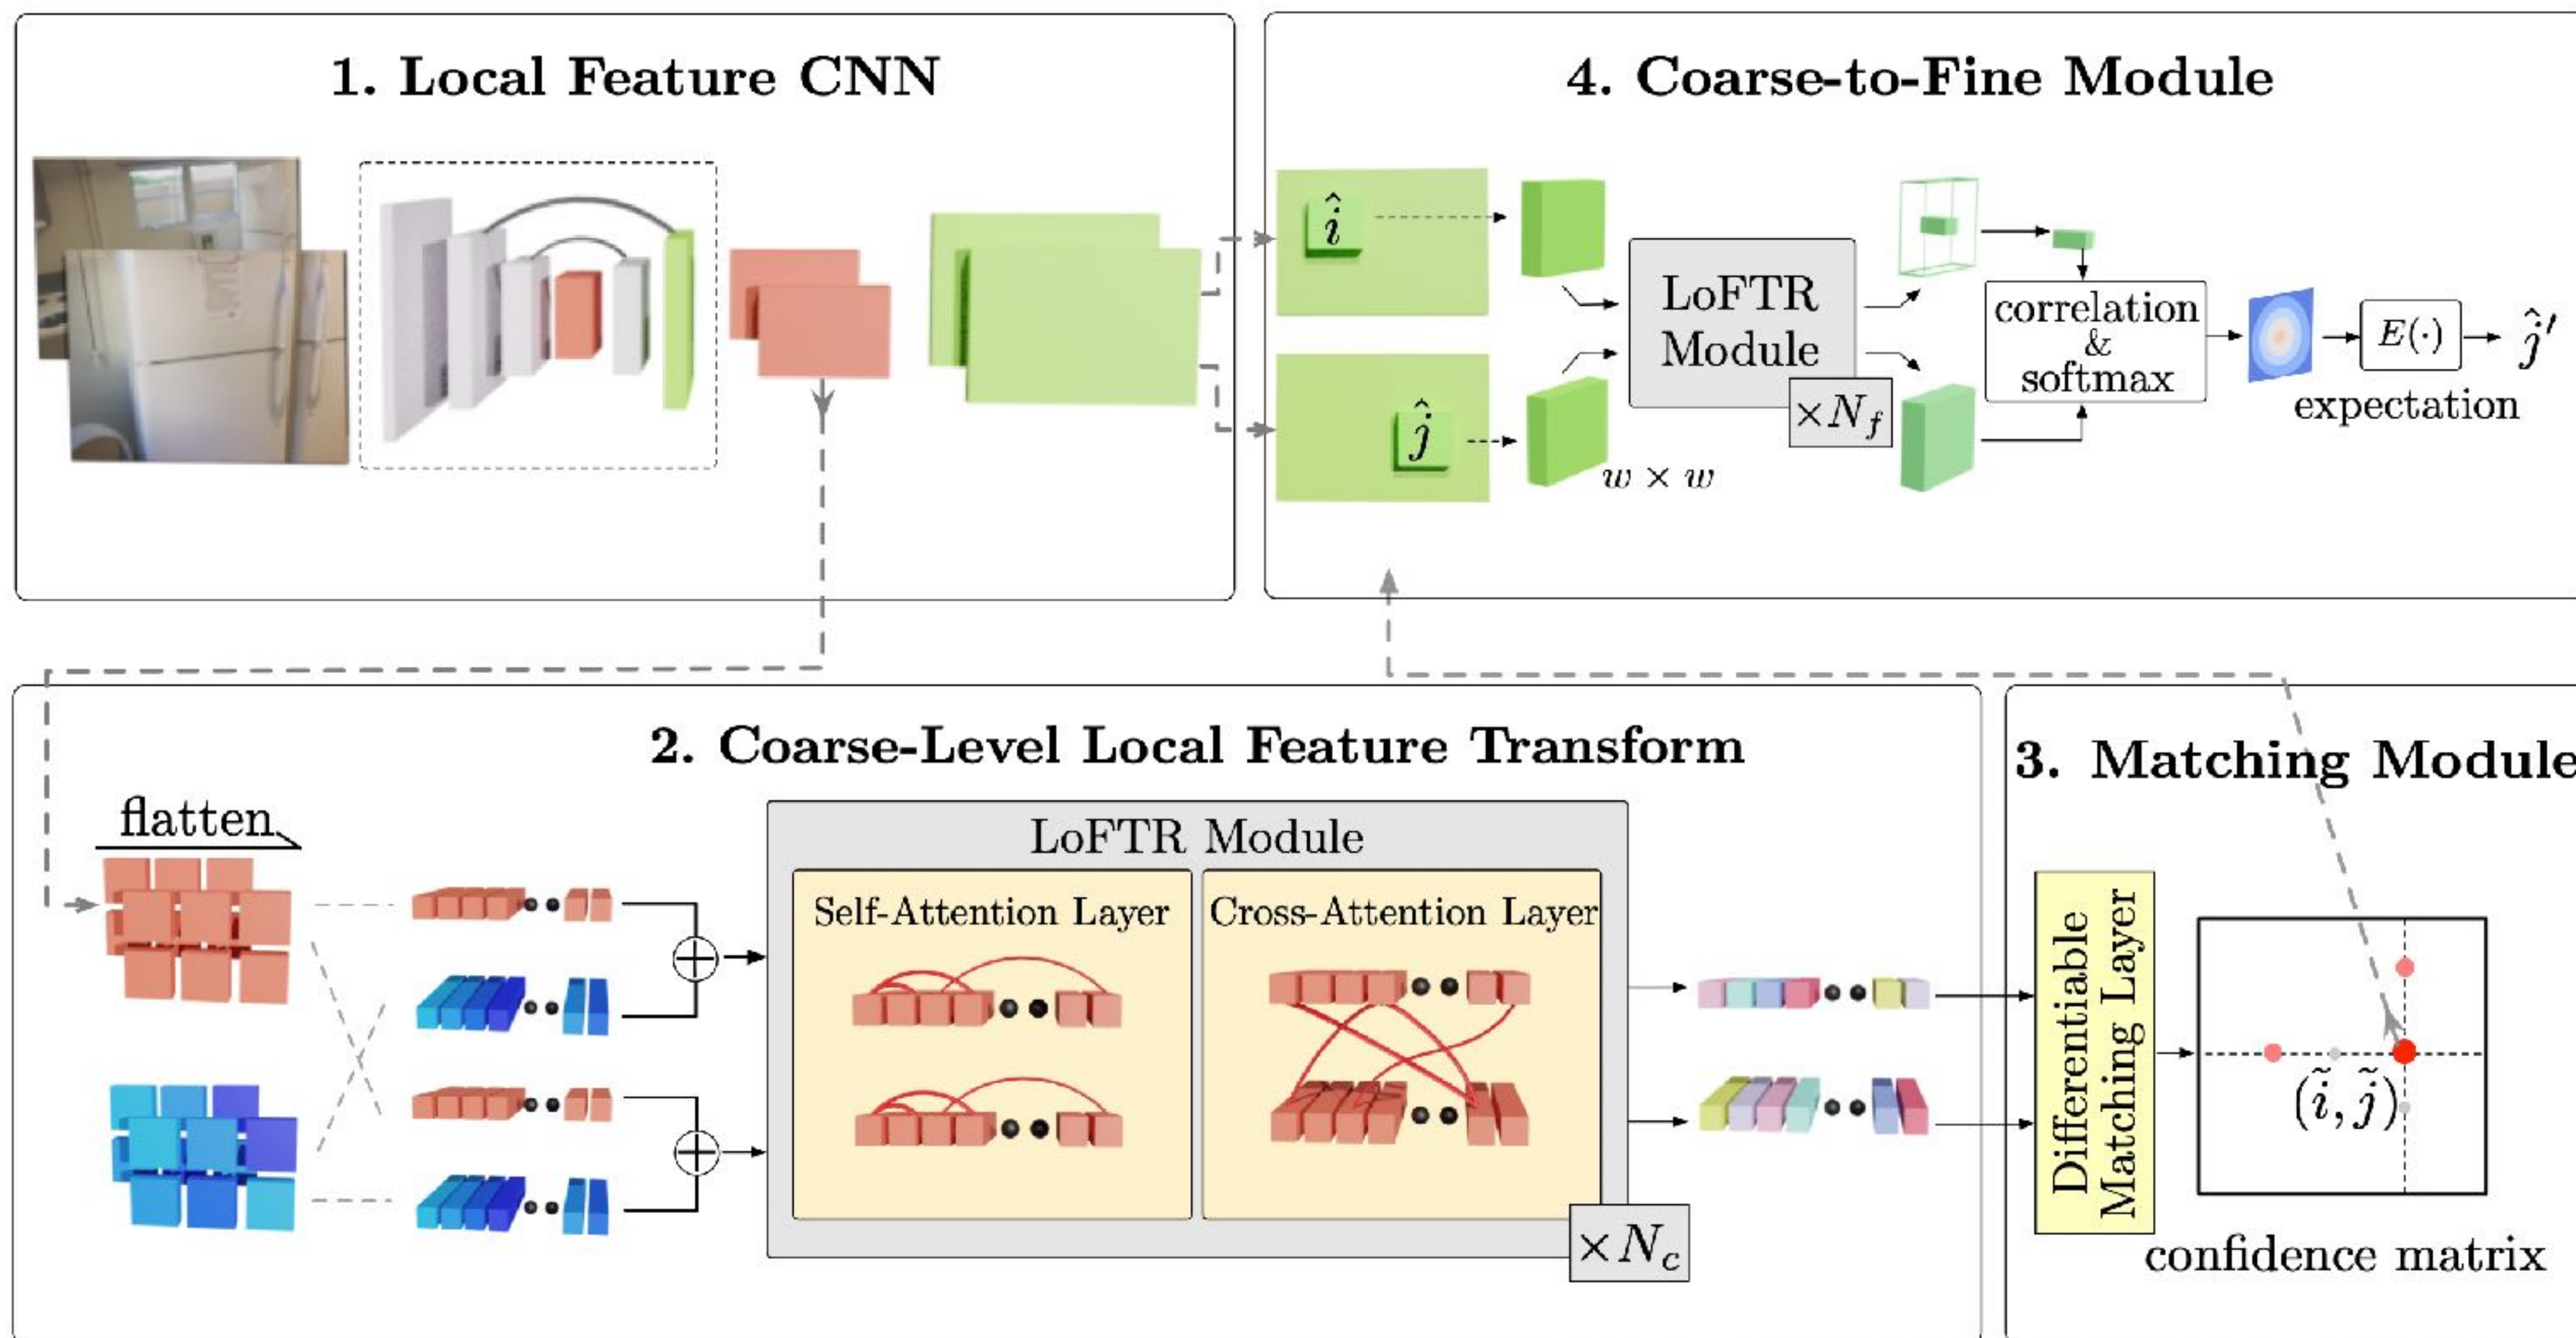 1. Local Feature CNN
4. Coarse-to-Fine Module
î
ĵ
w × w
LoFTR
Module
×N_f
correlation
&
softmax
E(·)
ĵ′
expectation
2. Coarse-Level Local Feature Transform
flatten
LoFTR Module
Self-Attention Layer
Cross-Attention Layer
×N_c
3. Matching Module
Differentiable
Matching Layer
(ĩ, j̃)
confidence matrix